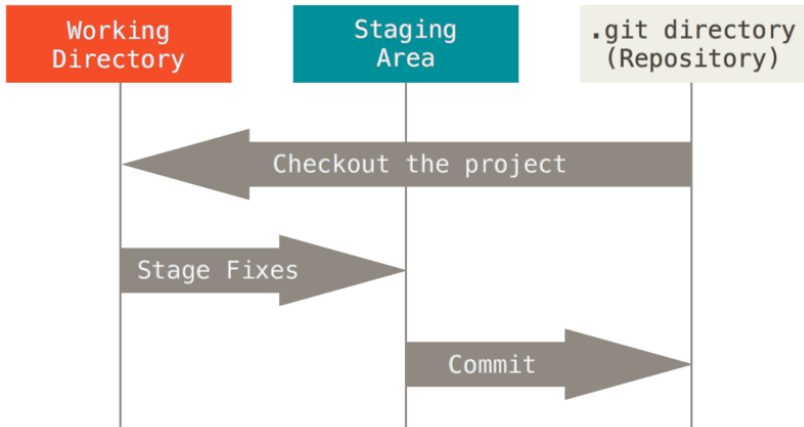 Working
Directory
Staging
Area
.git directory
(Repository)
Checkout the project
Stage Fixes
Commit